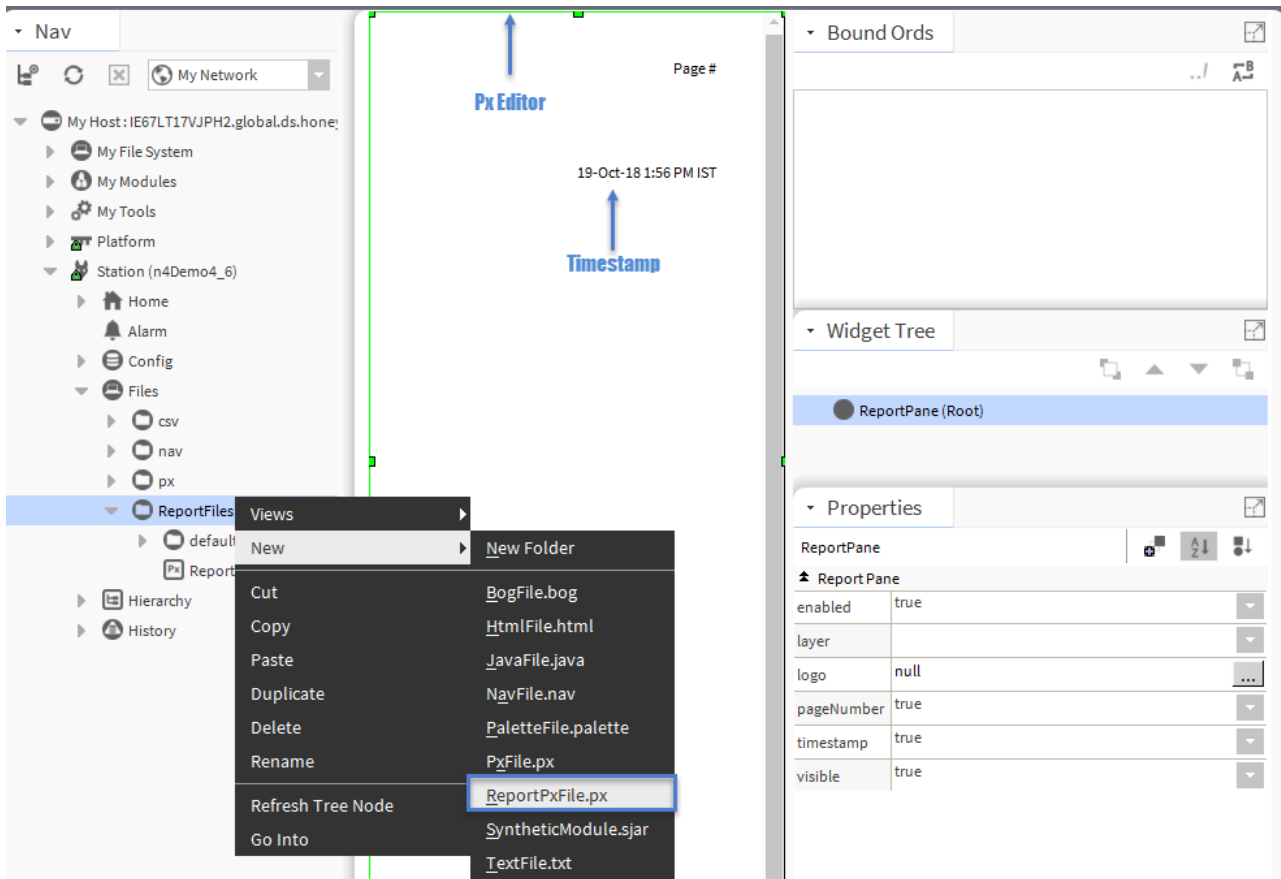 Nav
My Network
My Host : IE67LT17VJPH2.global.ds.hone
My File System
My Modules
My Tools
Platform
Station (n4Demo4_6)
Home
Alarm
Config
Files
csv
nav
px
ReportFiles
default
Report
Hierarchy
History
Views
New
Cut
Copy
Paste
Duplicate
Delete
Rename
Refresh Tree Node
Go Into
New Folder
BogFile.bog
HtmlFile.html
JavaFile.java
NavFile.nav
PaletteFile.palette
PxFile.px
ReportPxFile.px
SyntheticModule.sjar
TextFile.txt
Page #
Px Editor
19-Oct-18 1:56 PM IST
Timestamp
Bound Ords
Widget Tree
ReportPane (Root)
Properties
ReportPane
Report Pane
enabled true
layer
logo null
...
pageNumber true
timestamp true
visible true